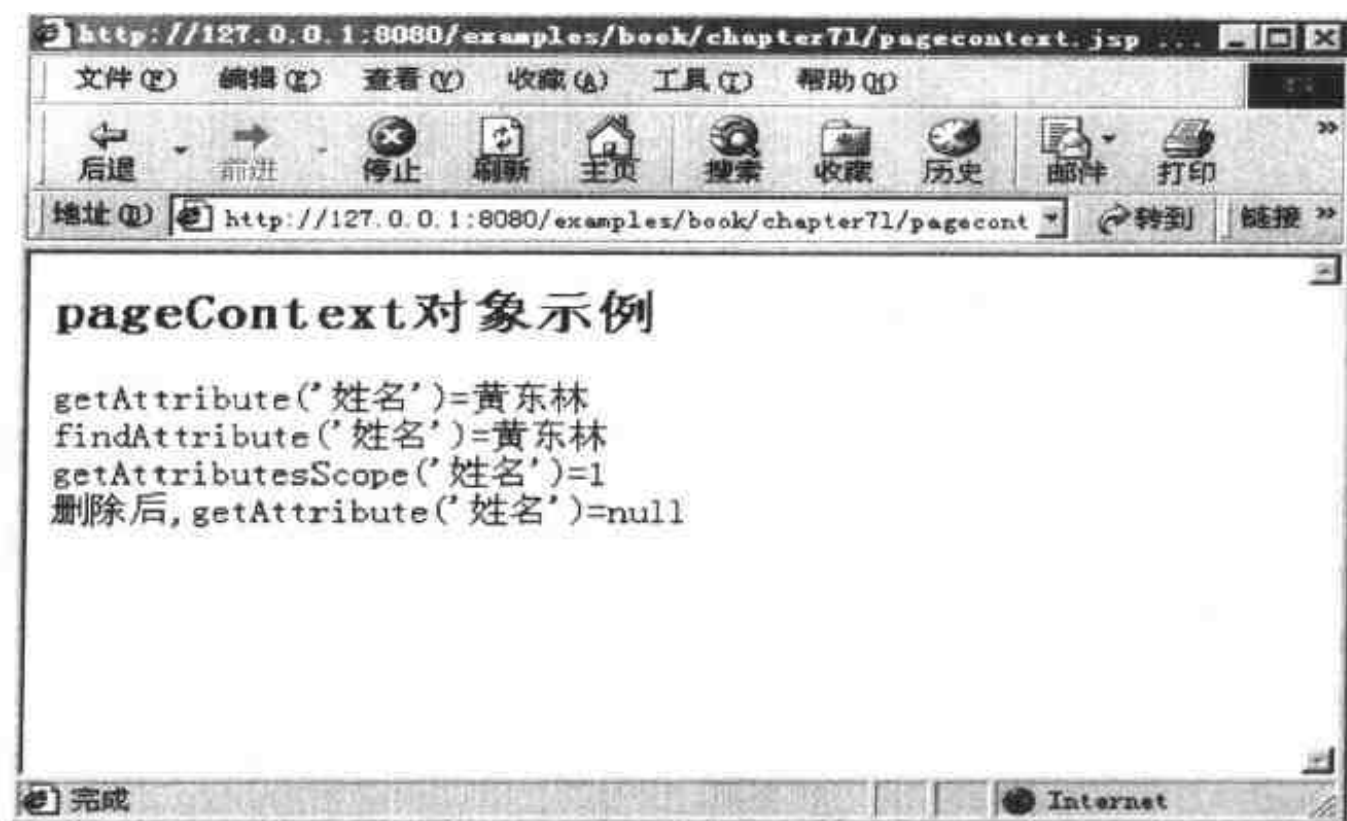 http://127.0.0.1:8080/examples/book/chapter71/pagecontext.jsp ...
文件(F) 编辑(E) 查看(V) 收藏(A) 工具(T) 帮助(H)
后退 前进 停止 刷新 主页 搜索 收藏 历史 邮件 打印 »
地址(D) http://127.0.0.1:8080/examples/book/chapter71/pagecont 转到 链接 »
pageContext对象示例
getAttribute('姓名')=黄东林
findAttribute('姓名')=黄东林
getAttributesScope('姓名')=1
删除后,getAttribute('姓名')=null
完成 Internet